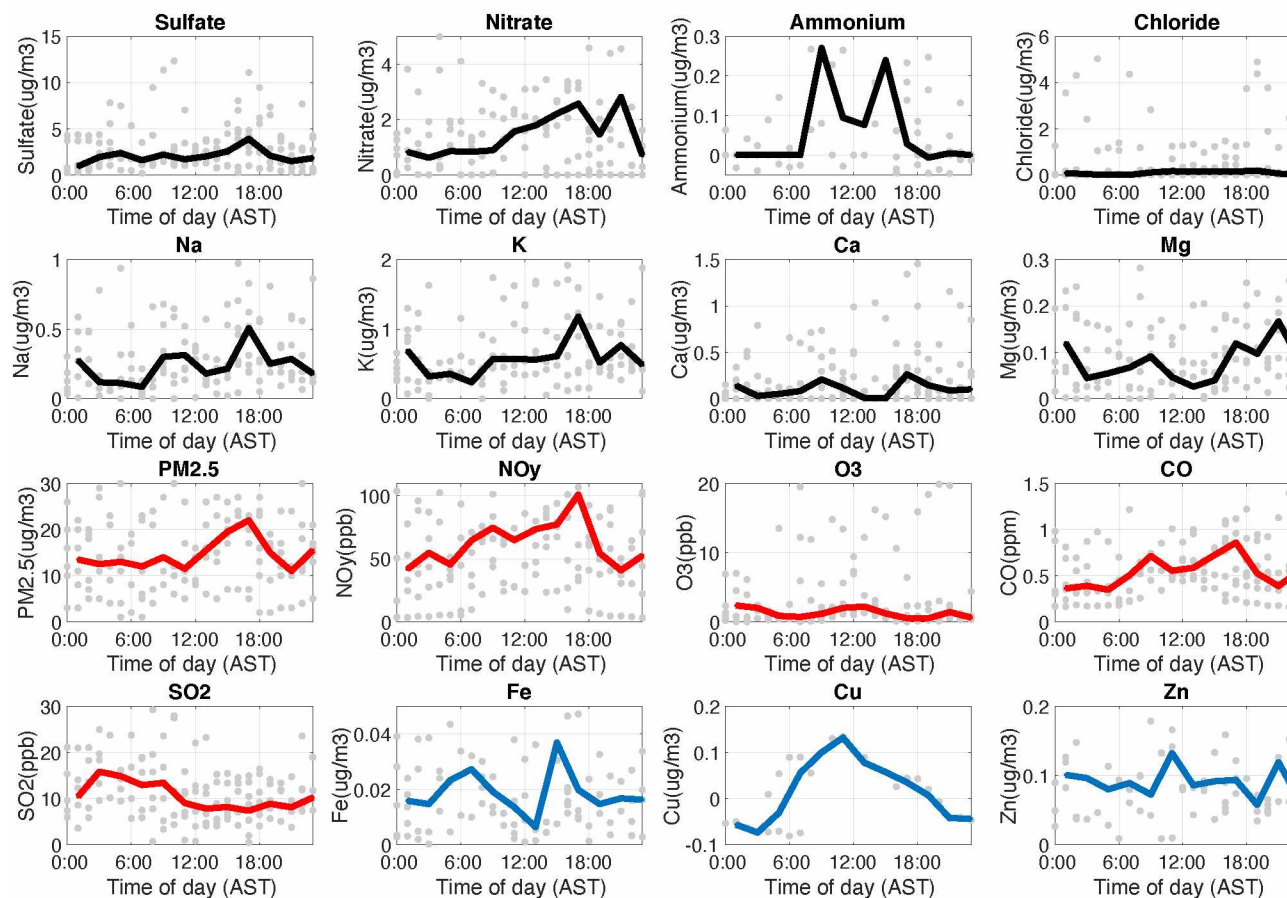 Sulfate Nitrate Ammonium Chloride
15 4 0.3 6
10 0.2 4
5 2 0.1 2
0 0 0 0
Sulfate(ug/m3) Nitrate(ug/m3) Ammonium(ug/m3) Chloride(ug/m3)
0:00 6:00 12:00 18:00 0:00 6:00 12:00 18:00 0:00 6:00 12:00 18:00 0:00 6:00 12:00 18:00
Time of day (AST) Time of day (AST) Time of day (AST) Time of day (AST)
Na K Ca Mg
1 2 1.5 0.3
1 0.2
0.5 1 0.5 0.1
0 0 0 0
Na(ug/m3) K(ug/m3) Ca(ug/m3) Mg(ug/m3)
0:00 6:00 12:00 18:00 0:00 6:00 12:00 18:00 0:00 6:00 12:00 18:00 0:00 6:00 12:00 18:00
Time of day (AST) Time of day (AST) Time of day (AST) Time of day (AST)
PM2.5 NOy O3 CO
30 100 20 1.5
20 1
10 50 10 0.5
0 0 0 0
PM2.5(ug/m3) NOy(ppb) O3(ppb) CO(ppm)
0:00 6:00 12:00 18:00 0:00 6:00 12:00 18:00 0:00 6:00 12:00 18:00 0:00 6:00 12:00 18:00
Time of day (AST) Time of day (AST) Time of day (AST) Time of day (AST)
SO2 Fe Cu Zn
30 0.04 0.2 0.2
20 0.1
10 0.02 0 0.1
0 0 -0.1 0
SO2(ppb) Fe(ug/m3) Cu(ug/m3) Zn(ug/m3)
0:00 6:00 12:00 18:00 0:00 6:00 12:00 18:00 0:00 6:00 12:00 18:00 0:00 6:00 12:00 18:00
Time of day (AST) Time of day (AST) Time of day (AST) Time of day (AST)